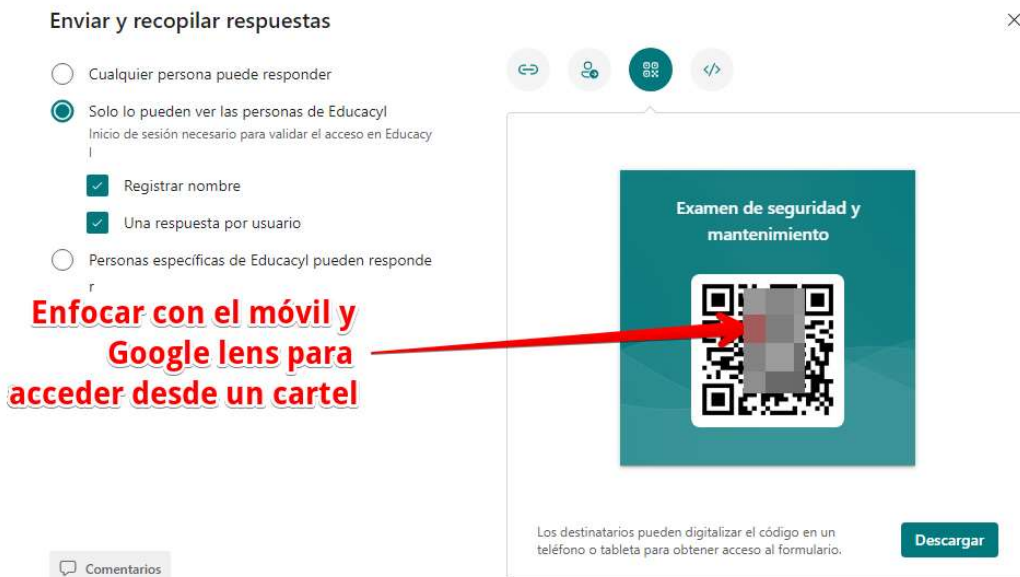 Enviar y recopilar respuestas
Cualquier persona puede responder
Solo lo pueden ver las personas de Educacyl
Inicio de sesión necesario para validar el acceso en Educacy
l
Registrar nombre
Una respuesta por usuario
Personas específicas de Educacyl pueden responde
r
Enfocar con el móvil y
Google lens para
acceder desde un cartel
Comentarios
Examen de seguridad y
mantenimiento
Los destinatarios pueden digitalizar el código en un
teléfono o tableta para obtener acceso al formulario.
Descargar